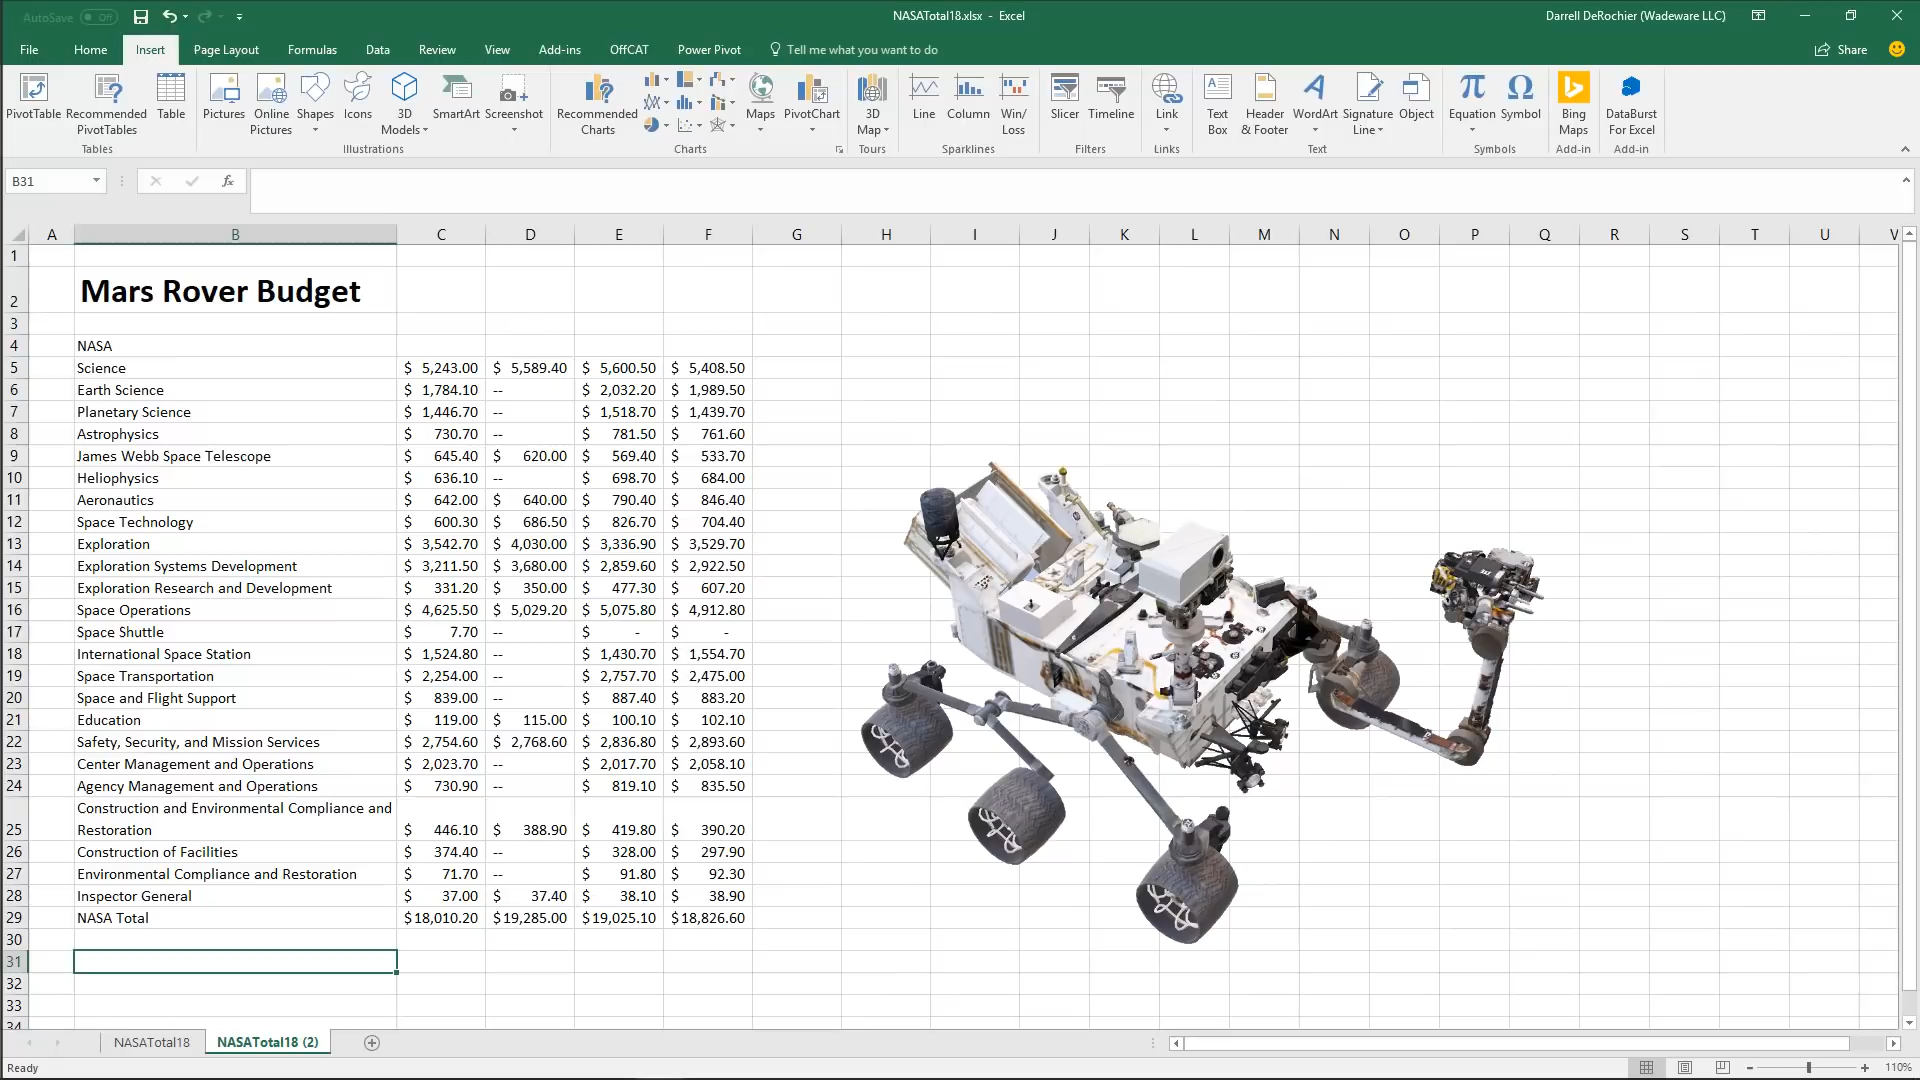 AutoSave Off
NASATotal18.xlsx - Excel
Darrell DeRochier (Wadeware LLC)
File Home Insert Page Layout Formulas Data Review View Add-ins OffCAT Power Pivot Tell me what you want to do Share
PivotTable Recommended PivotTables Table
Tables
Pictures Online Pictures Shapes Icons 3D Models SmartArt Screenshot
Illustrations
Recommended Charts Maps PivotChart
Charts
3D Map
Tours
Line Column Win/Loss
Sparklines
Slicer Timeline
Filters
Link
Links
Text Box Header & Footer WordArt Signature Line Object
Text
Equation Symbol
Symbols
Bing Maps
Add-in
DataBurst For Excel
Add-in
B31 fx
A B C D E F G H I J K L M N O P Q R S T U V
1
2 Mars Rover Budget
3
4 NASA
5 Science $ 5,243.00 $ 5,589.40 $ 5,600.50 $ 5,408.50
6 Earth Science $ 1,784.10 -- $ 2,032.20 $ 1,989.50
7 Planetary Science $ 1,446.70 -- $ 1,518.70 $ 1,439.70
8 Astrophysics $ 730.70 -- $ 781.50 $ 761.60
9 James Webb Space Telescope $ 645.40 $ 620.00 $ 569.40 $ 533.70
10 Heliophysics $ 636.10 -- $ 698.70 $ 684.00
11 Aeronautics $ 642.00 $ 640.00 $ 790.40 $ 846.40
12 Space Technology $ 600.30 $ 686.50 $ 826.70 $ 704.40
13 Exploration $ 3,542.70 $ 4,030.00 $ 3,336.90 $ 3,529.70
14 Exploration Systems Development $ 3,211.50 $ 3,680.00 $ 2,859.60 $ 2,922.50
15 Exploration Research and Development $ 331.20 $ 350.00 $ 477.30 $ 607.20
16 Space Operations $ 4,625.50 $ 5,029.20 $ 5,075.80 $ 4,912.80
17 Space Shuttle $ 7.70 -- $ - $ -
18 International Space Station $ 1,524.80 -- $ 1,430.70 $ 1,554.70
19 Space Transportation $ 2,254.00 -- $ 2,757.70 $ 2,475.00
20 Space and Flight Support $ 839.00 -- $ 887.40 $ 883.20
21 Education $ 119.00 $ 115.00 $ 100.10 $ 102.10
22 Safety, Security, and Mission Services $ 2,754.60 $ 2,768.60 $ 2,836.80 $ 2,893.60
23 Center Management and Operations $ 2,023.70 -- $ 2,017.70 $ 2,058.10
24 Agency Management and Operations $ 730.90 -- $ 819.10 $ 835.50
Construction and Environmental Compliance and
25 Restoration $ 446.10 $ 388.90 $ 419.80 $ 390.20
26 Construction of Facilities $ 374.40 -- $ 328.00 $ 297.90
27 Environmental Compliance and Restoration $ 71.70 -- $ 91.80 $ 92.30
28 Inspector General $ 37.00 $ 37.40 $ 38.10 $ 38.90
29 NASA Total $18,010.20 $19,285.00 $19,025.10 $18,826.60
30
31
32
33
34
NASATotal18 NASATotal18 (2)
Ready
110%